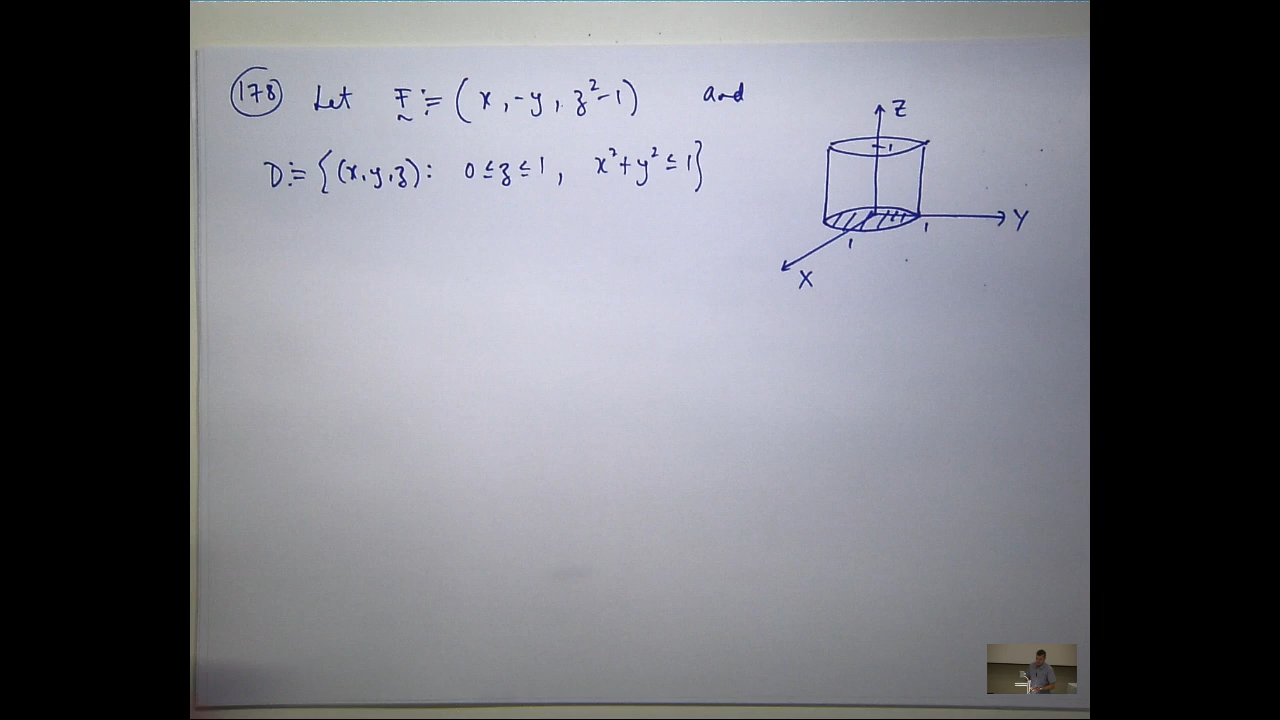 178 Let F := (x, -y, z²-1) and
D := {(x,y,z): 0 ≤ z ≤ 1, x²+y² ≤ 1}
Z
1
Y
1
1
X